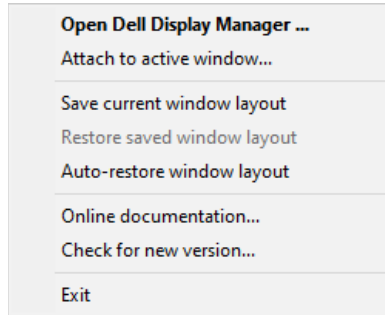 Open Dell Display Manager ...
Attach to active window...
Save current window layout
Restore saved window layout
Auto-restore window layout
Online documentation...
Check for new version...
Exit